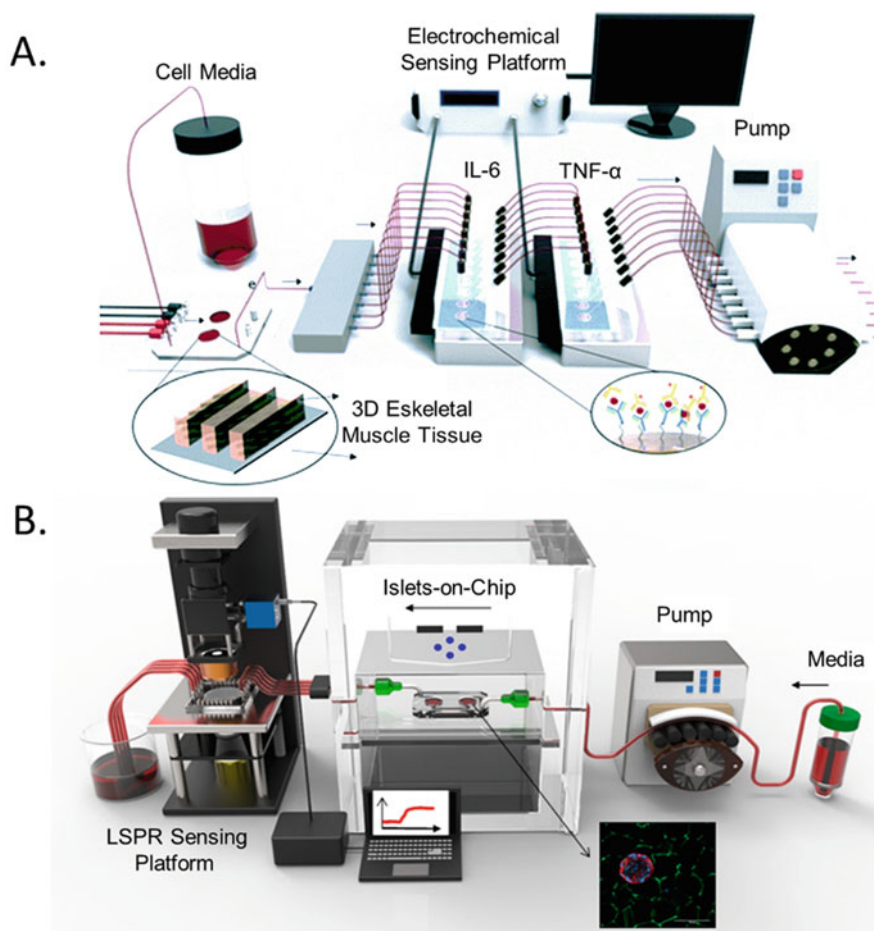 A.
Cell Media
Electrochemical
Sensing Platform
Pump
IL-6
TNF-α
3D Eskeletal
Muscle Tissue
B.
Islets-on-Chip
Pump
Media
LSPR Sensing
Platform